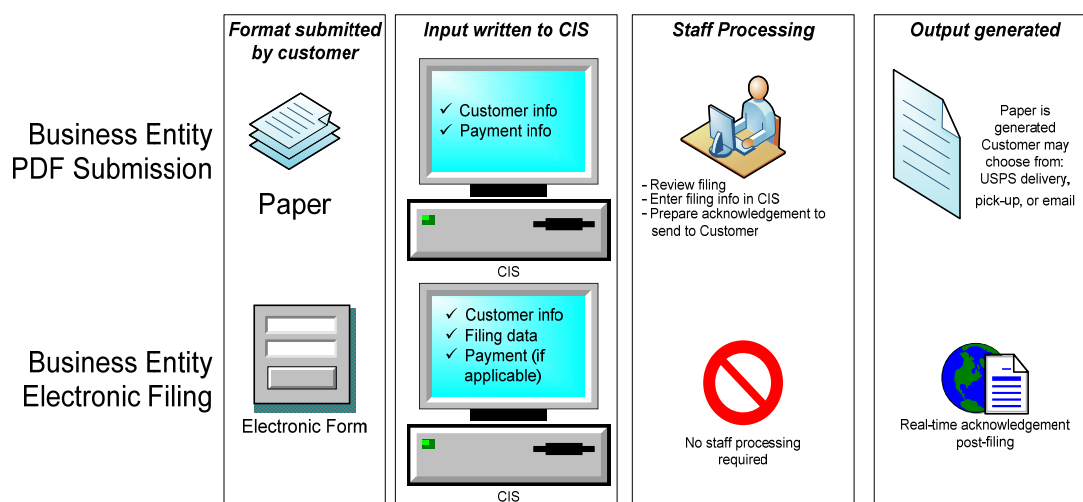 Format submitted
by customer
Input written to CIS
Staff Processing
Output generated
Business Entity
PDF Submission
Paper
✓ Customer info
✓ Payment info
CIS
- Review filing
- Enter filing info in CIS
- Prepare acknowledgement to
send to Customer
Paper is
generated
Customer may
choose from:
USPS delivery,
pick-up, or email
Business Entity
Electronic Filing
Electronic Form
✓ Customer info
✓ Filing data
✓ Payment (if
applicable)
CIS
No staff processing
required
Real-time acknowledgement
post-filing